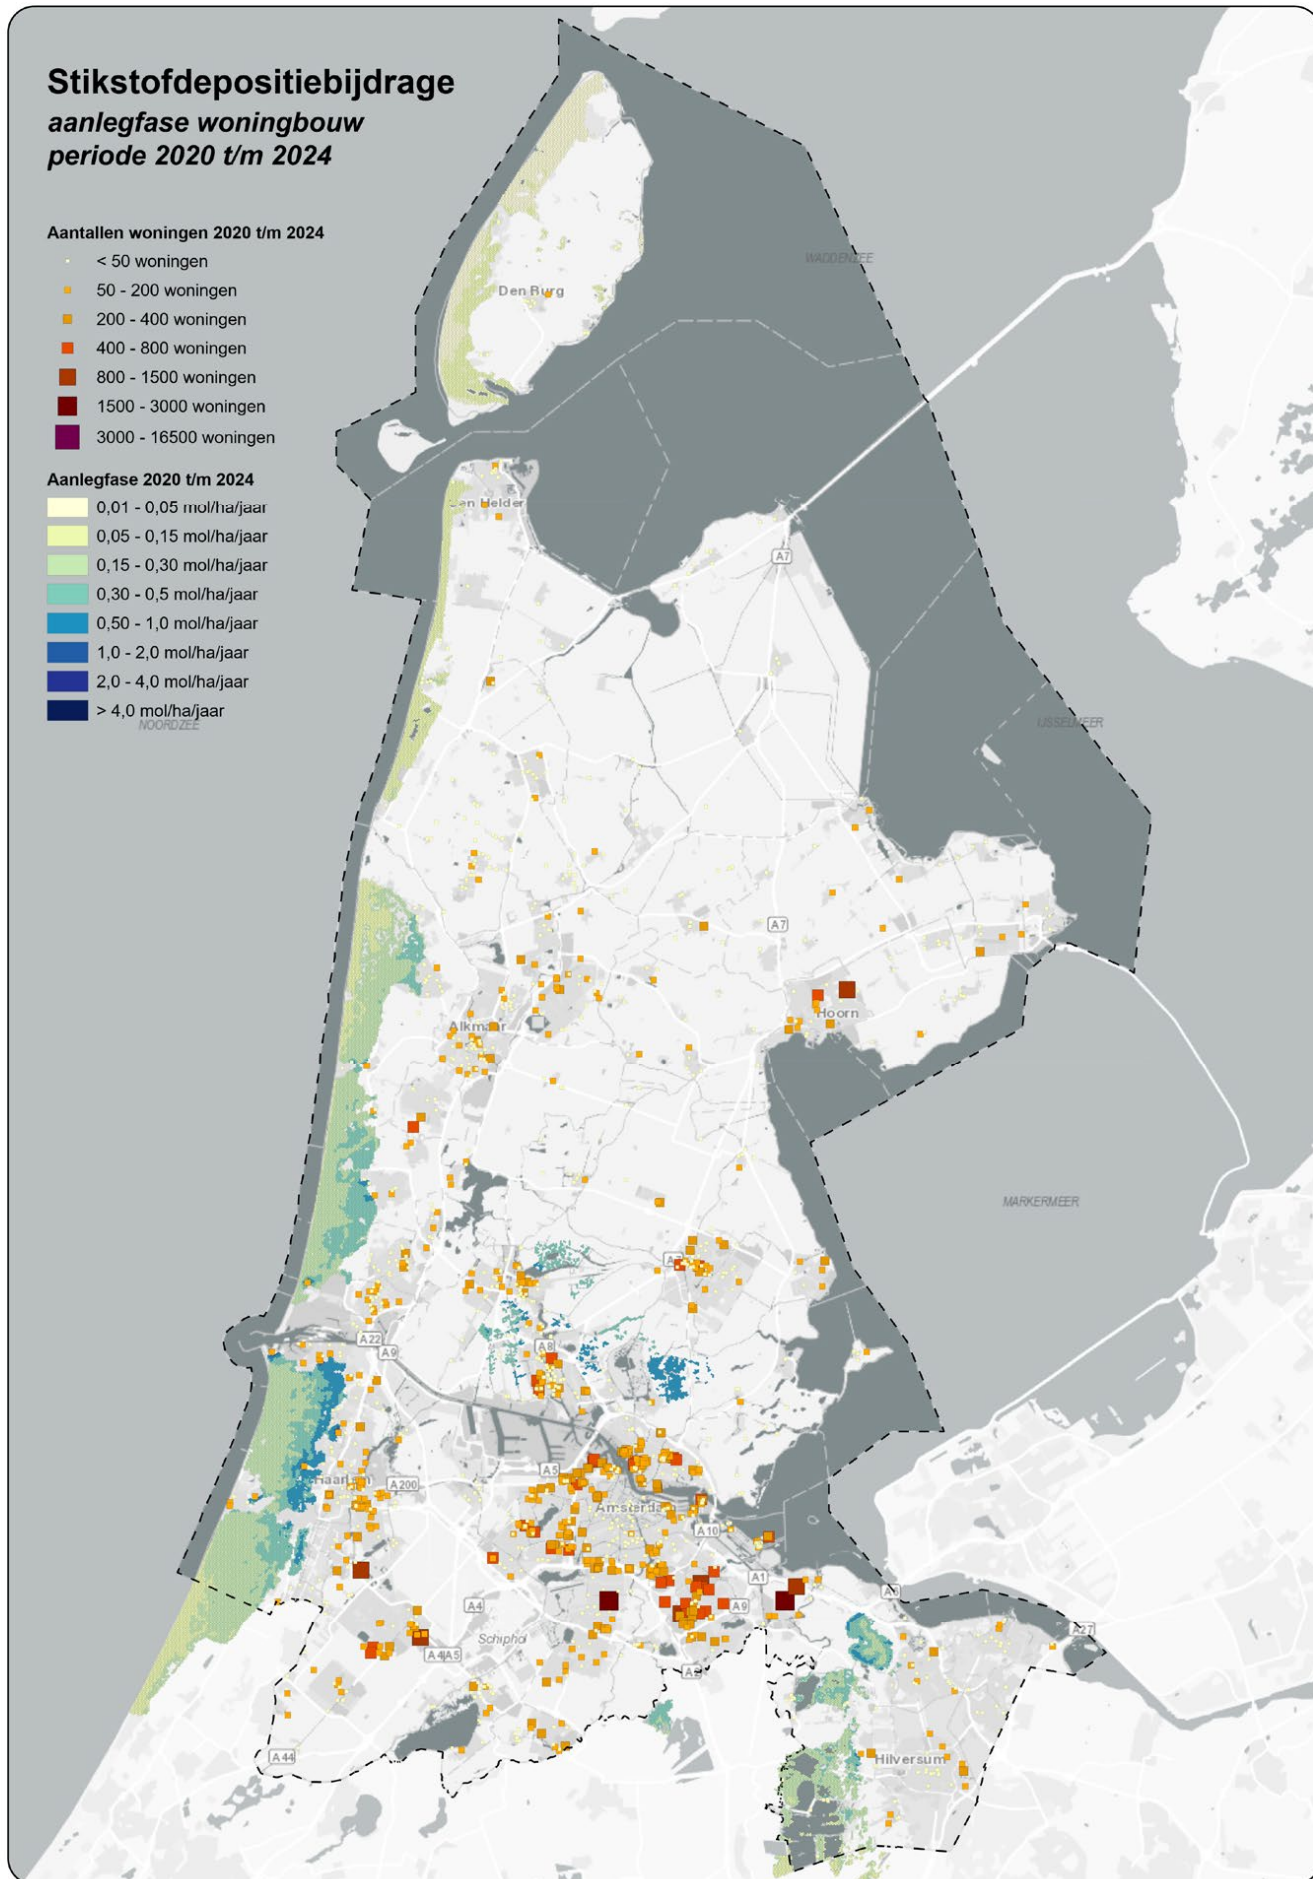 Stikstofdepositiebijdrage
aanlegfase woningbouw
periode 2020 t/m 2024
Aantallen woningen 2020 t/m 2024
< 50 woningen
50 - 200 woningen
200 - 400 woningen
400 - 800 woningen
800 - 1500 woningen
1500 - 3000 woningen
3000 - 16500 woningen
Aanlegfase 2020 t/m 2024
0,01 - 0,05 mol/ha/jaar
0,05 - 0,15 mol/ha/jaar
0,15 - 0,30 mol/ha/jaar
0,30 - 0,5 mol/ha/jaar
0,50 - 1,0 mol/ha/jaar
1,0 - 2,0 mol/ha/jaar
2,0 - 4,0 mol/ha/jaar
> 4,0 mol/ha/jaar
NOORDZEE
WADDENZEE
Den Burg
Den Helder
A7
IJSSELMEER
A7
Hoorn
Alkmaar
MARKERMEER
A7
A22
A9
A8
A5
Haarlem
A200
Amsterdam
A10
A1
A9
A6
A4
Schiphol
A27
A4|A5
A2
A44
Hilversum